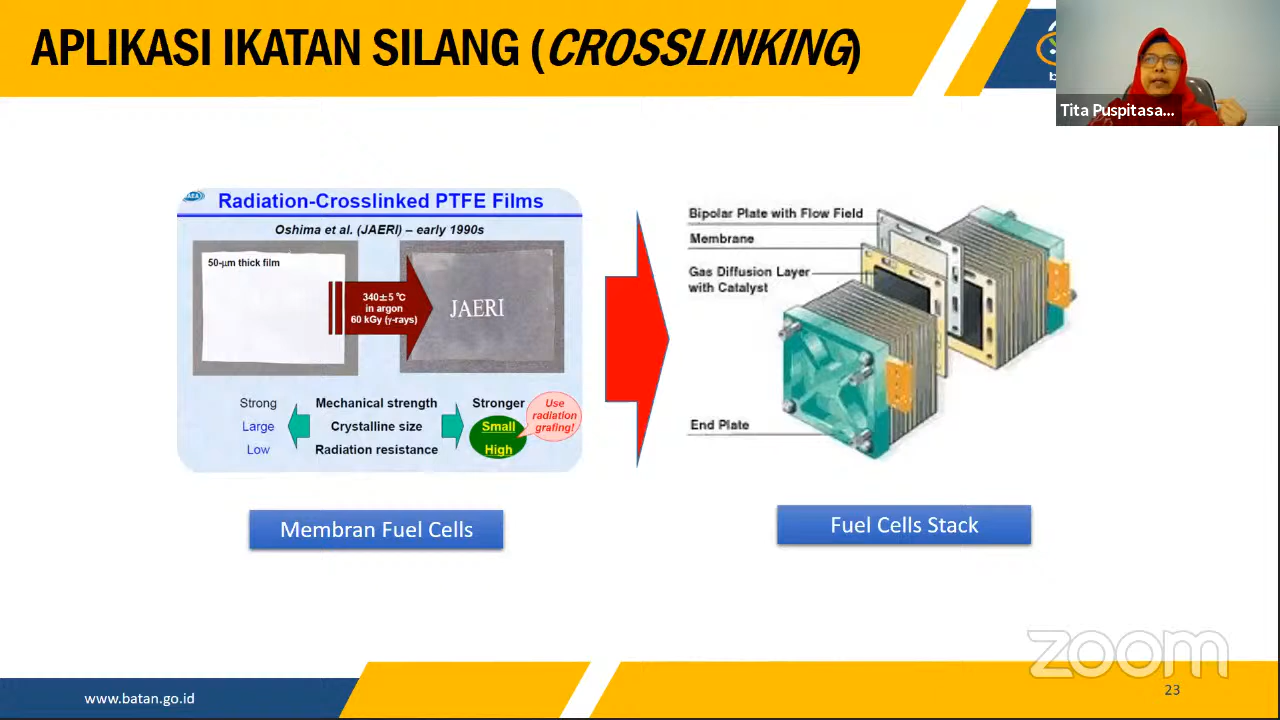 APLIKASI IKATAN SILANG (CROSSLINKING)
Tita Puspitasa...
Radiation-Crosslinked PTFE Films
Oshima et al. (JAERI) – early 1990s
50-μm thick film
340±5 ℃
in argon
60 kGy (γ-rays)
JAERI
Strong Mechanical strength Stronger
Large Crystalline size Small
Low Radiation resistance High
Use
radiation
grafing!
Bipolar Plate with Flow Field
Membrane
Gas Diffusion Layer
with Catalyst
End Plate
Membran Fuel Cells
Fuel Cells Stack
zoom
www.batan.go.id
23